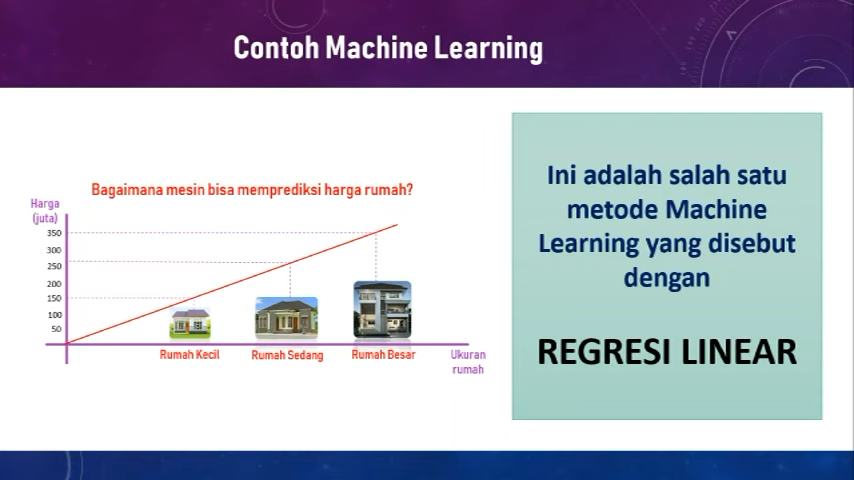 Contoh Machine Learning
Bagaimana mesin bisa memprediksi harga rumah?
Harga
(juta)
350
300
250
200
150
100
50
Rumah Kecil
Rumah Sedang
Rumah Besar
Ukuran
rumah
Ini adalah salah satu
metode Machine
Learning yang disebut
dengan
REGRESI LINEAR